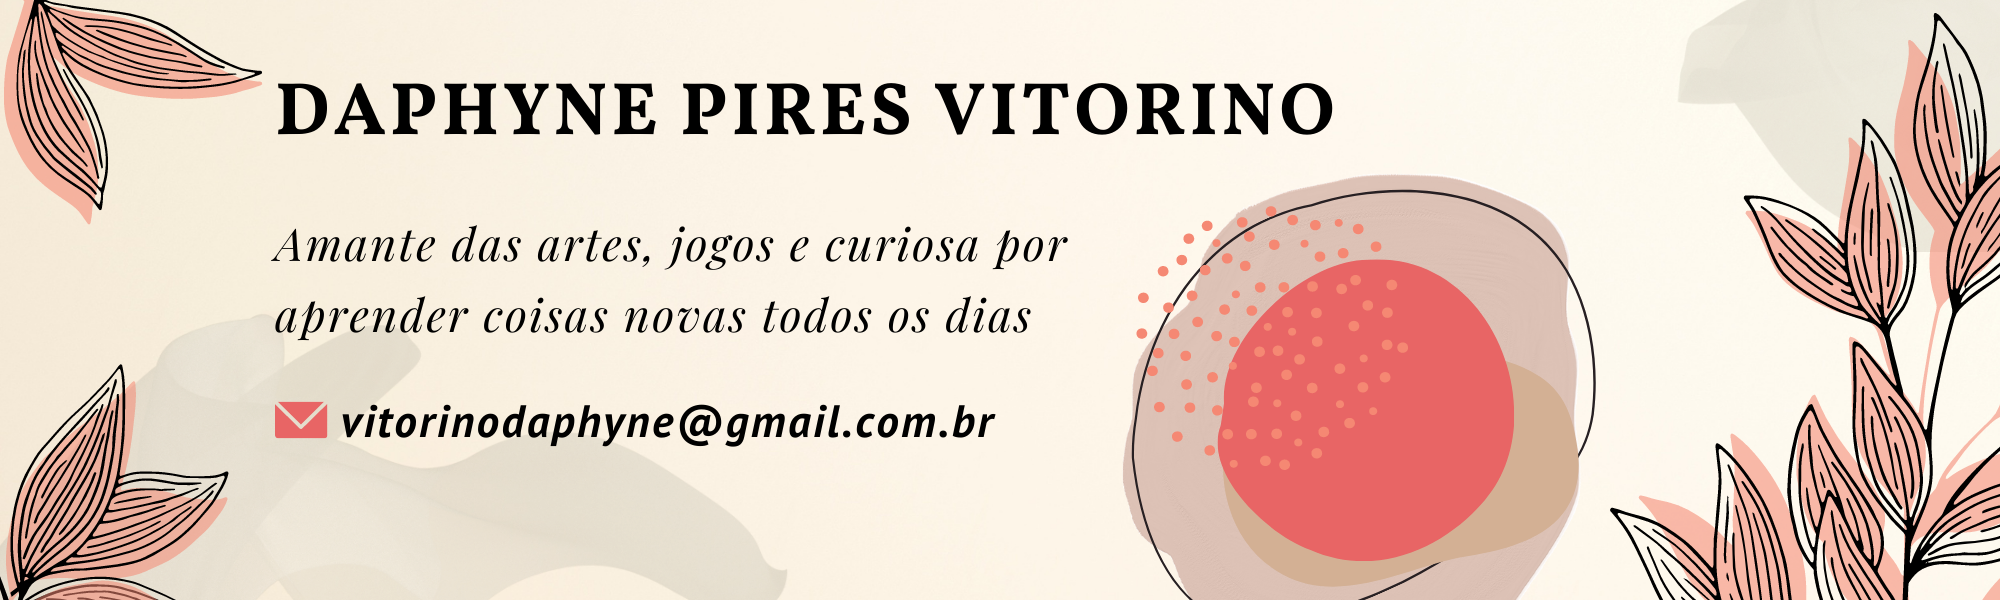 DAPHYNE PIRES VITORINO
Amante das artes, jogos e curiosa por
aprender coisas novas todos os dias
vitorinodaphyne@gmail.com.br